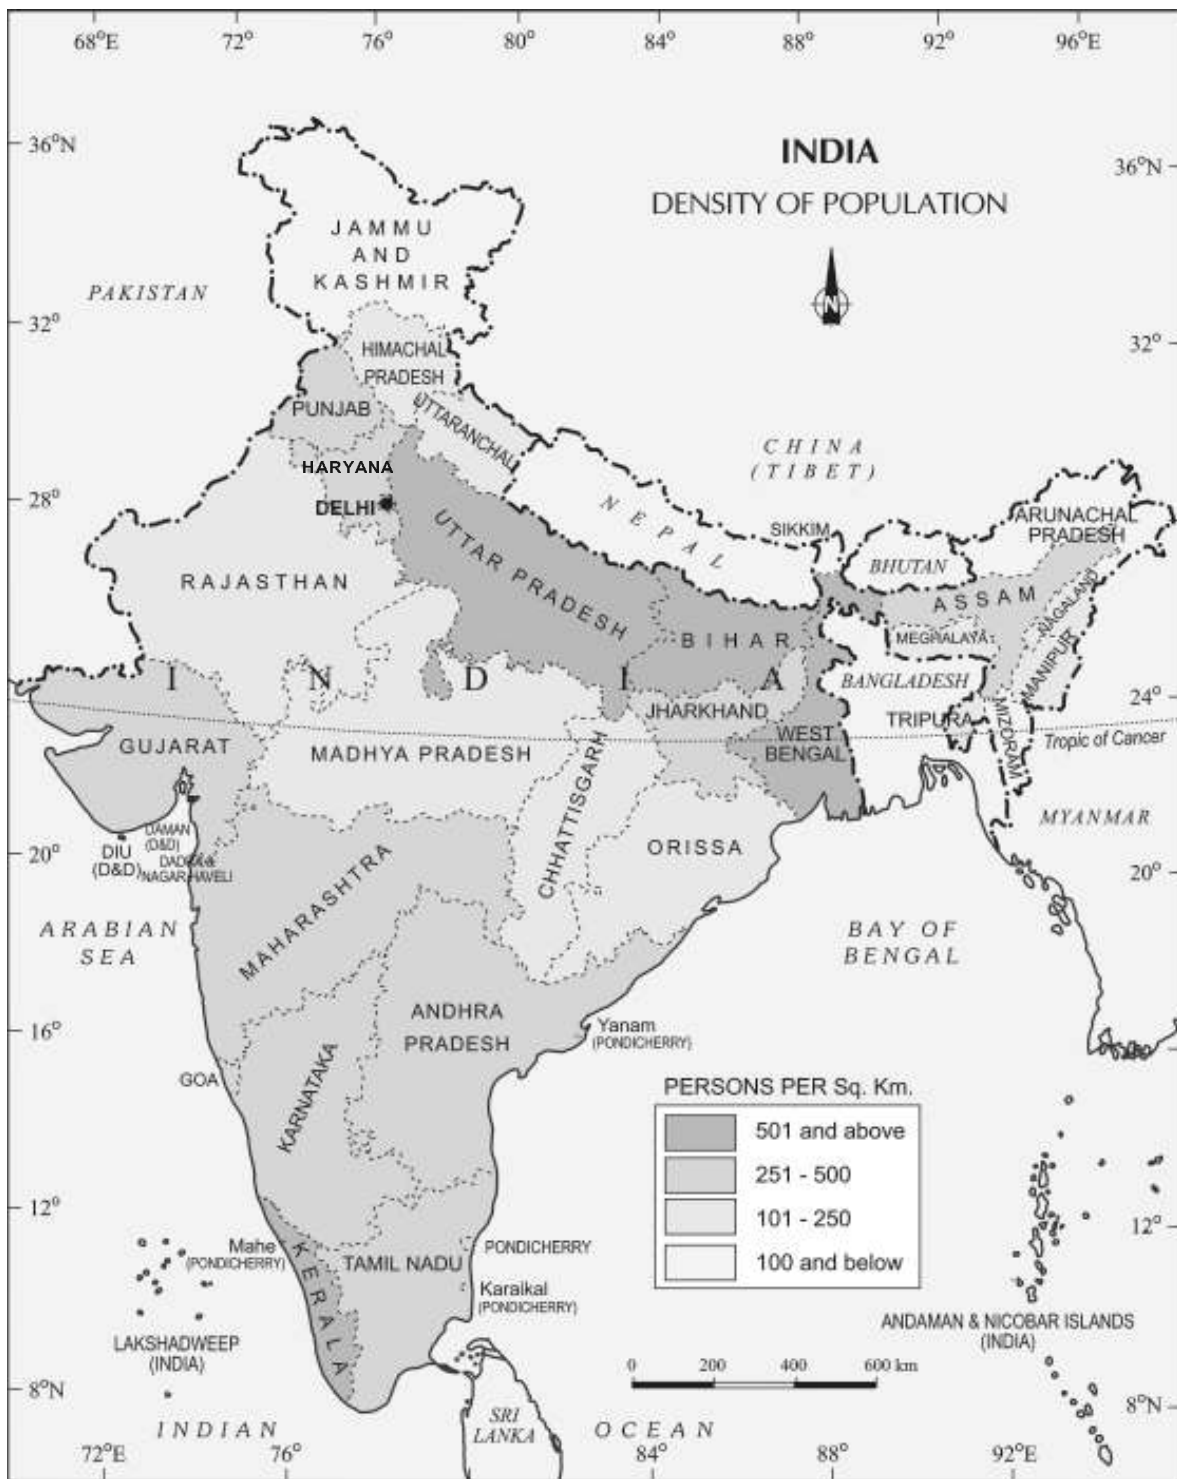 68°E 72° 76° 80° 84° 88° 92° 96°E
36°N
INDIA
36°N
DENSITY OF POPULATION
JAMMU
AND
KASHMIR
PAKISTAN
N
32°
32°
HIMACHAL
PRADESH
PUNJAB
UTTARANCHAL
CHINA
(TIBET)
HARYANA
28°
DELHI
NEPAL
SIKKIM
ARUNACHAL
PRADESH
28°
UTTAR PRADESH
BHUTAN
RAJASTHAN
ASSAM
NAGALAND
BIHAR
MEGHALAYA
MANIPUR
I N D I A
BANGLADESH
24°
JHARKHAND
TRIPURA
MIZORAM
Tropic of Cancer
GUJARAT
MADHYA PRADESH
WEST
BENGAL
CHHATTISGARH
MYANMAR
DAMAN
(D&D)
ORISSA
20°
DIU
(D&D)
DADRA &
NAGAR HAVELI
20°
MAHARASHTRA
ARABIAN
SEA
BAY OF
BENGAL
ANDHRA
PRADESH
16°
Yanam
(PONDICHERRY)
KARNATAKA
GOA
PERSONS PER Sq. Km.
501 and above
251 - 500
101 - 250
100 and below
12°
12°
Mahe
(PONDICHERRY)
KERALA
TAMIL NADU
PONDICHERRY
Karaikal
(PONDICHERRY)
LAKSHADWEEP
(INDIA)
ANDAMAN & NICOBAR ISLANDS
(INDIA)
0 200 400 600 km
8°N
8°N
SRI
LANKA
INDIAN OCEAN
72°E 76° 84° 88° 92°E